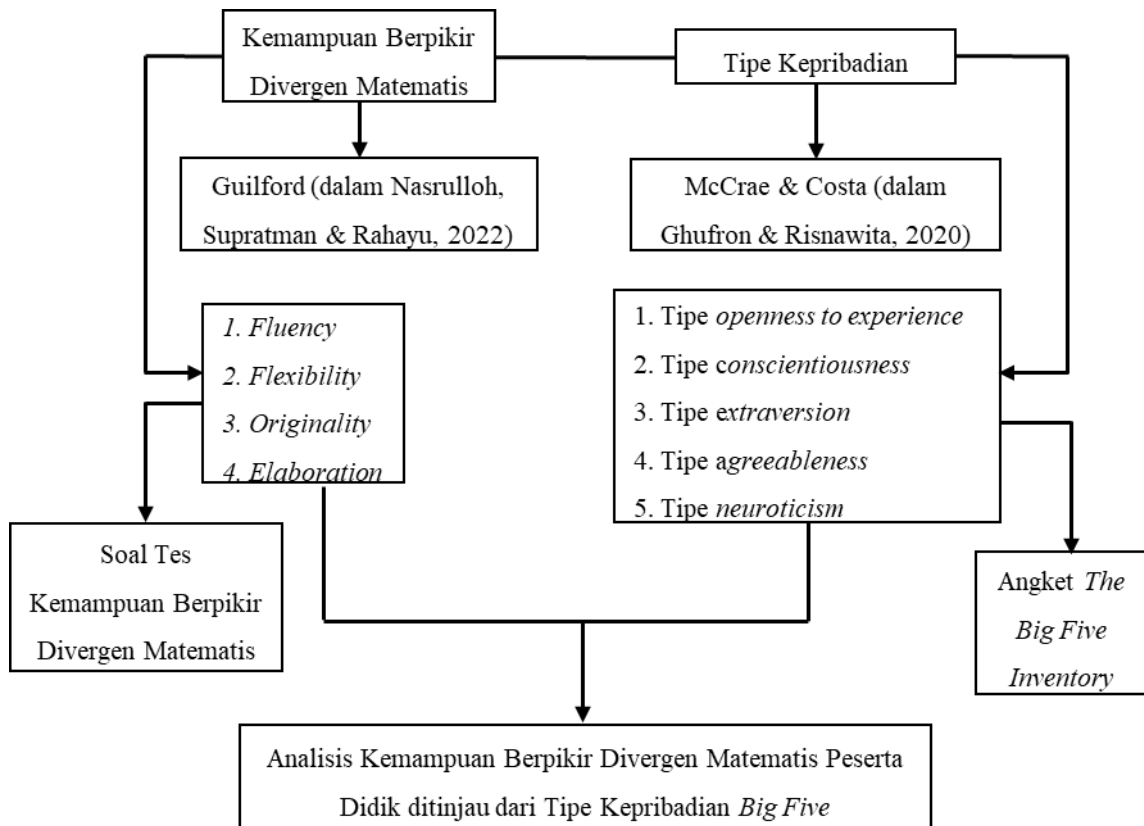 Kemampuan Berpikir
Divergen Matematis
Tipe Kepribadian
Guilford (dalam Nasrulloh,
Supratman & Rahayu, 2022)
McCrae & Costa (dalam
Ghufron & Risnawita, 2020)
1. Fluency
2. Flexibility
3. Originality
4. Elaboration
1. Tipe openness to experience
2. Tipe conscientiousness
3. Tipe extraversion
4. Tipe agreeableness
5. Tipe neuroticism
Soal Tes
Kemampuan Berpikir
Divergen Matematis
Angket The
Big Five
Inventory
Analisis Kemampuan Berpikir Divergen Matematis Peserta
Didik ditinjau dari Tipe Kepribadian Big Five